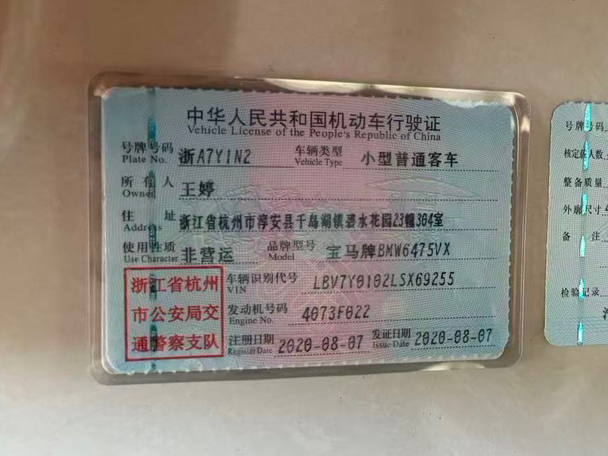 中华人民共和国机动车行驶证
Vehicle License of the People's Republic of China
号牌号码 浙A7Y1N2 车辆类型 小型普通客车
Plate No. Vehicle Type
所有人 王婷
Owner
住址 浙江省杭州市淳安县千岛湖镇碧水花园23幢304室
Address
使用性质 非营运 品牌型号 宝马牌BMW6475VX
Use Character Model
浙江省杭州
市公安局交
通警察支队
车辆识别代号 LBV7Y0102LSX69255
VIN
发动机号码 4073F022
Engine No.
注册日期 2020-08-07 发证日期 2020-08-07
Register Date Issue Date
号牌号码
核定载人数
整备质量
外廓尺寸
备注
检验记录